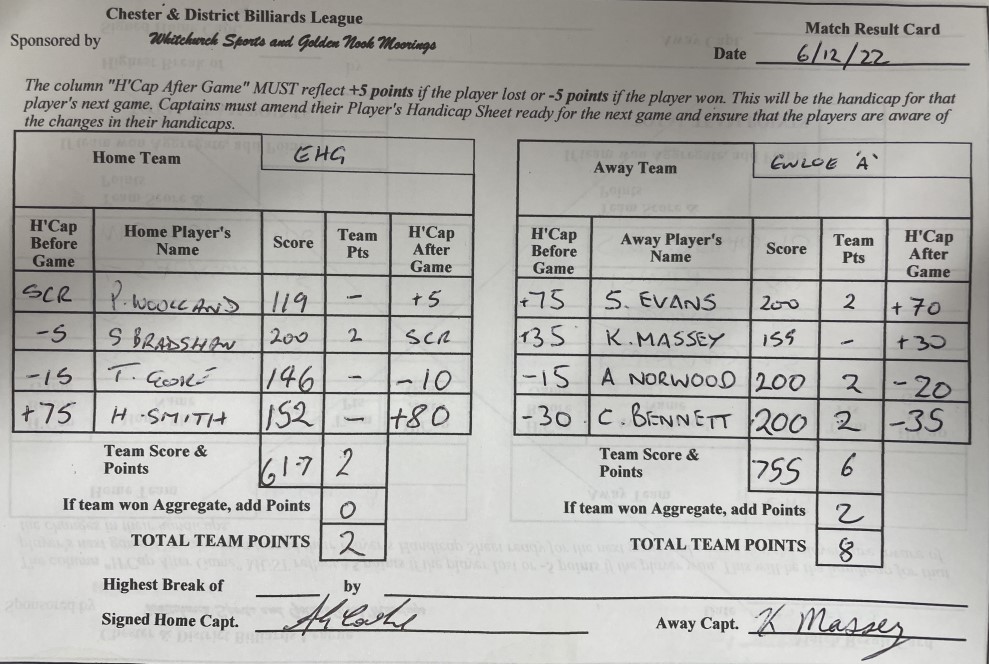 Chester & District Billiards League
Match Result Card
Sponsored by Whitchurch Sports and Golden Nook Moorings
Date 6/12/22
The column "H'Cap After Game" MUST reflect +5 points if the player lost or -5 points if the player won. This will be the handicap for that
player's next game. Captains must amend their Player's Handicap Sheet ready for the next game and ensure that the players are aware of
the changes in their handicaps.
Home Team EHG
Away Team EWLOE 'A'
H'Cap Before Game Home Player's Name Score Team Pts H'Cap After Game
H'Cap Before Game Away Player's Name Score Team Pts H'Cap After Game
SCR P. WOOLLAND 119 - +5
+75 S. EVANS 200 2 +70
-5 S BRADSHAW 200 2 SCR
+35 K. MASSEY 155 - +30
-15 T. GORE 146 - -10
-15 A NORWOOD 200 2 -20
+75 H. SMITH 152 - +80
-30 C. BENNETT 200 2 -35
Team Score & Points 617 2
Team Score & Points 755 6
If team won Aggregate, add Points 0
If team won Aggregate, add Points 2
TOTAL TEAM POINTS 2
TOTAL TEAM POINTS 8
Highest Break of by
Signed Home Capt.
Away Capt. K Massey